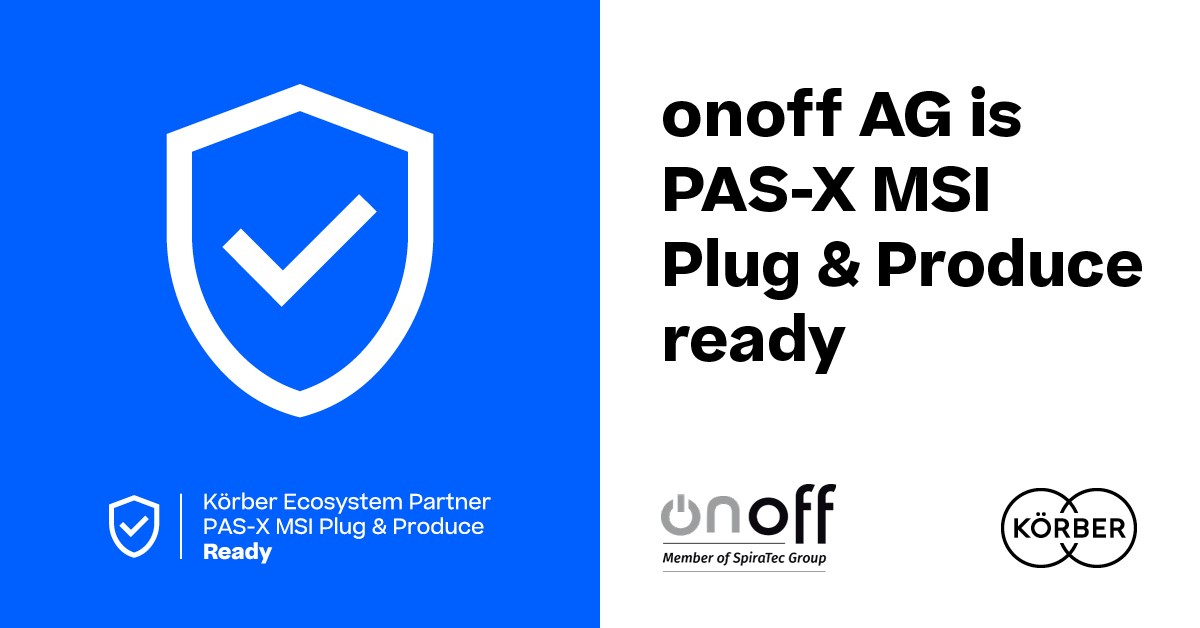 onoff AG is
PAS-X MSI
Plug & Produce
ready
Körber Ecosystem Partner
PAS-X MSI Plug & Produce
Ready
onoff
Member of SpiraTec Group
KÖRBER